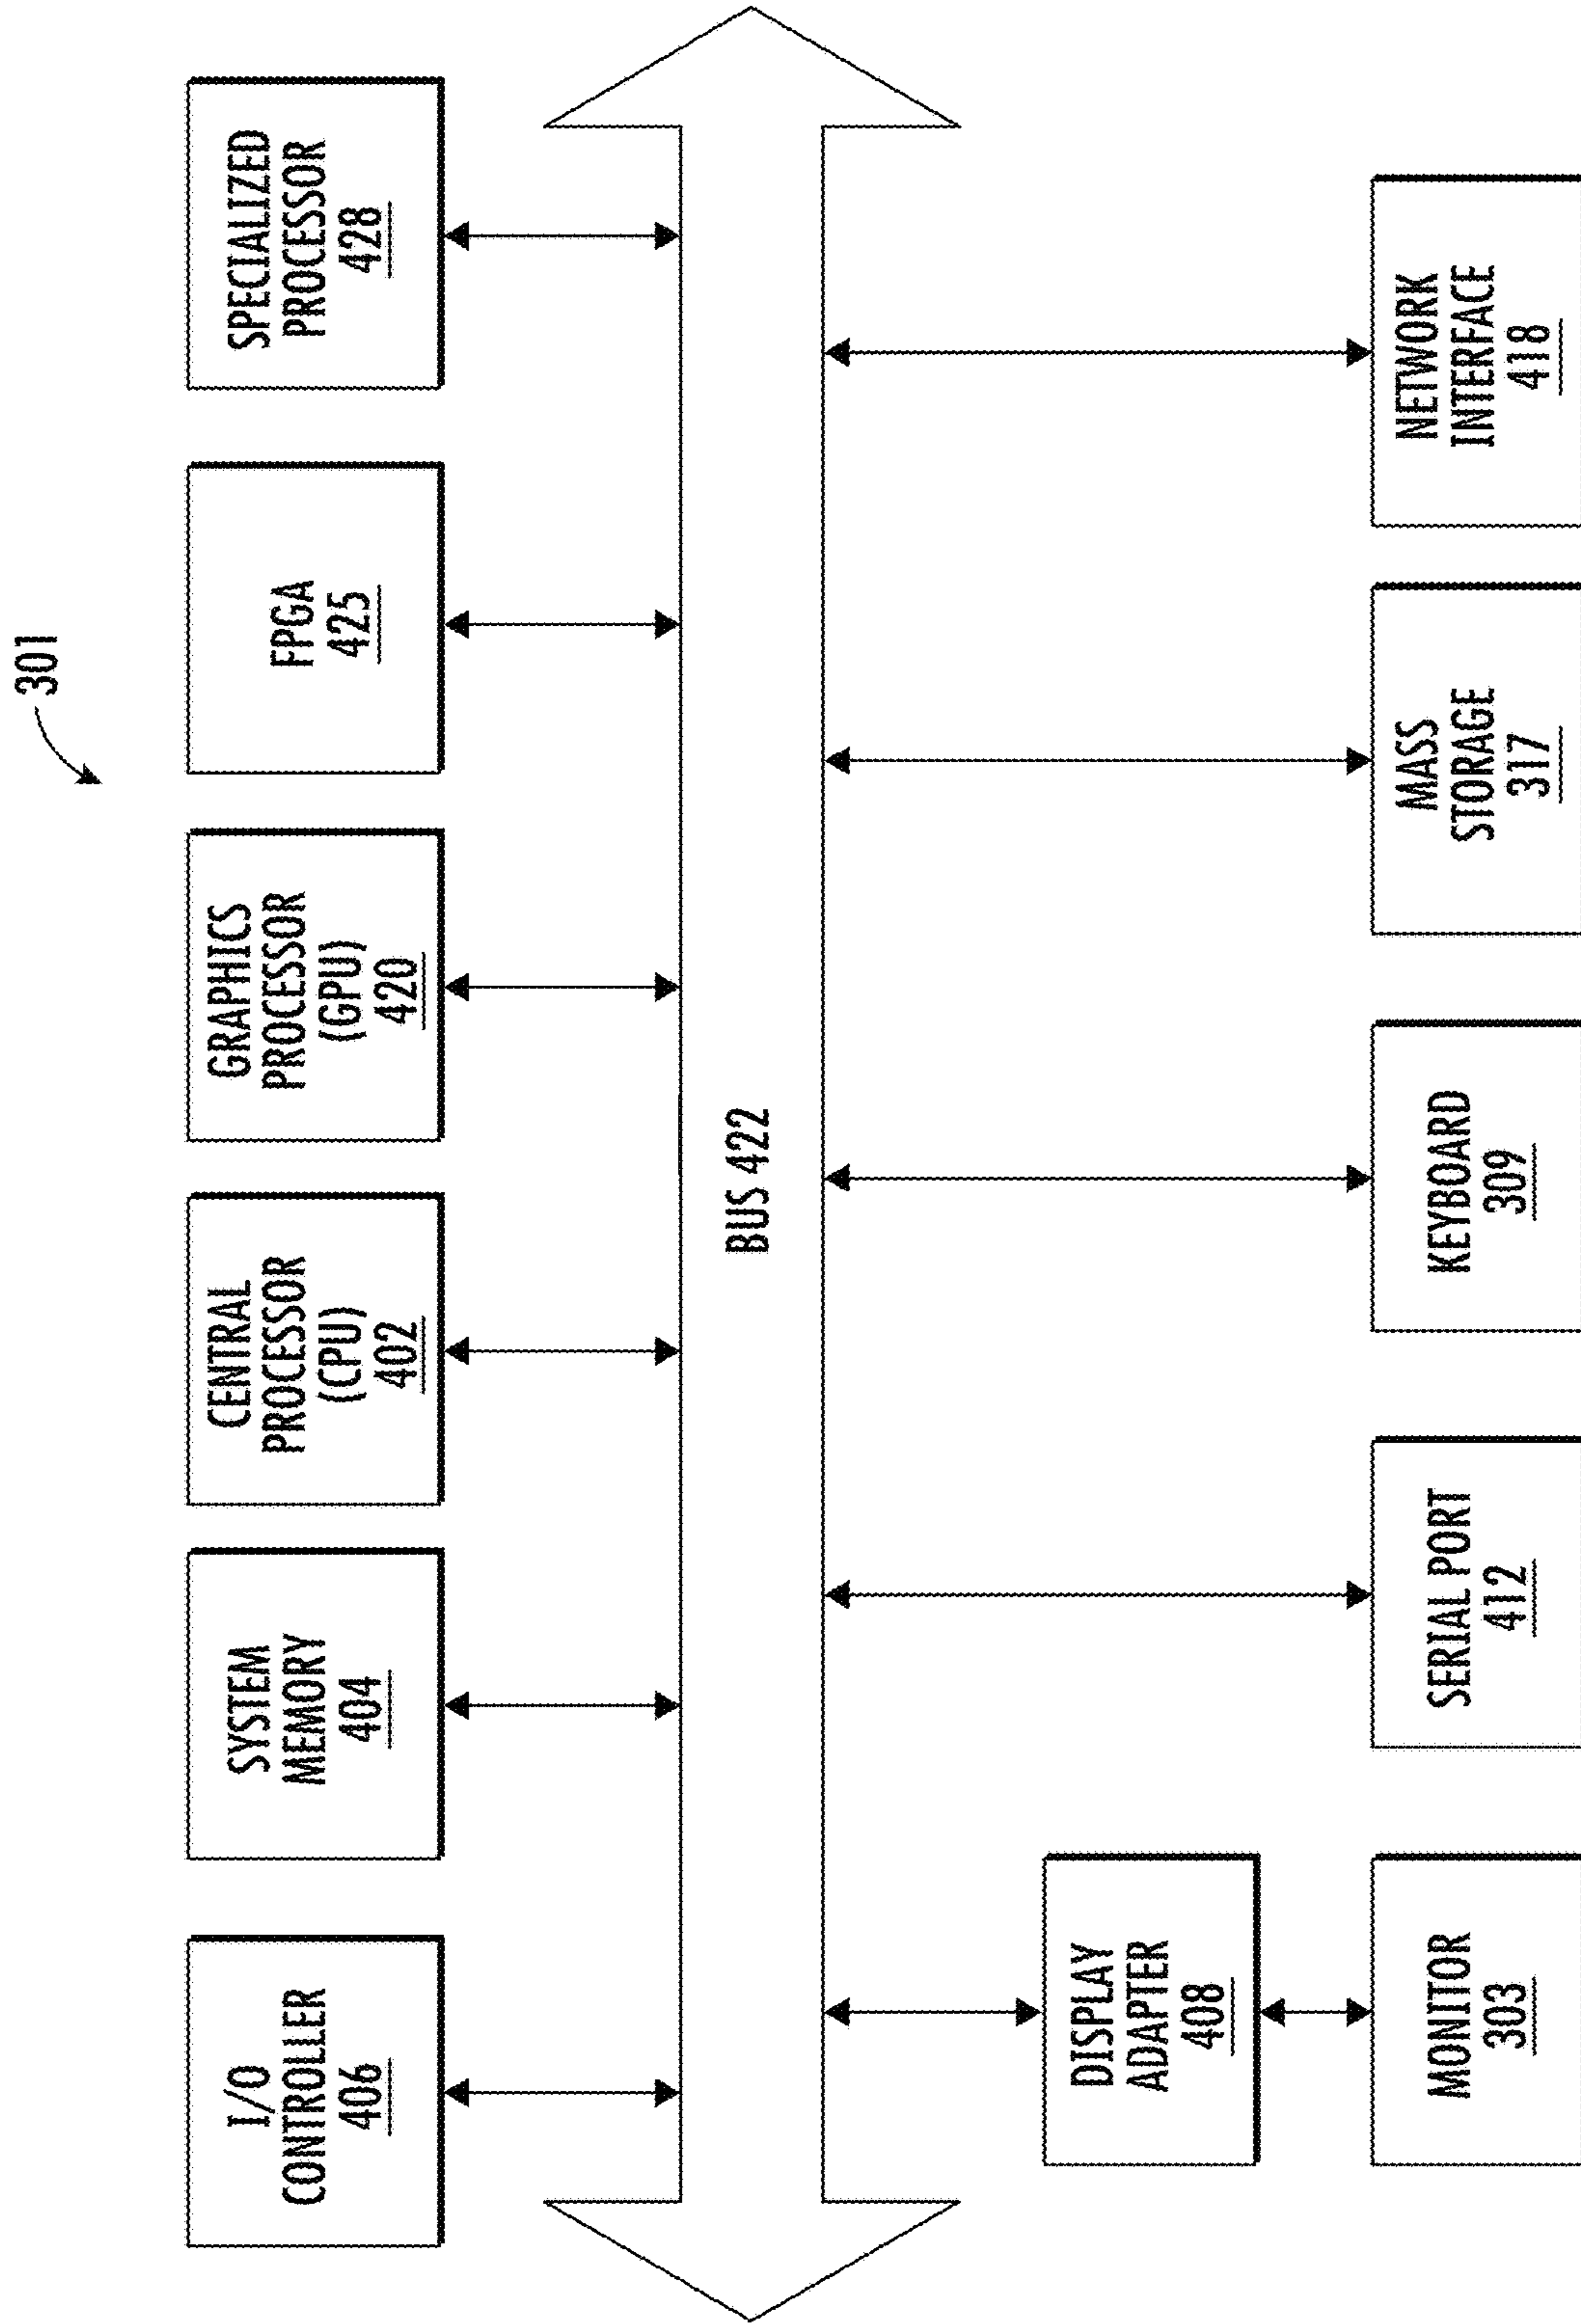 301
I/O
CONTROLLER
406
SYSTEM
MEMORY
404
CENTRAL
PROCESSOR
(CPU)
402
GRAPHICS
PROCESSOR
(GPU)
420
FPGA
425
SPECIALIZED
PROCESSOR
428
BUS 422
DISPLAY
ADAPTER
408
MONITOR
303
SERIAL PORT
412
KEYBOARD
309
MASS
STORAGE
317
NETWORK
INTERFACE
418